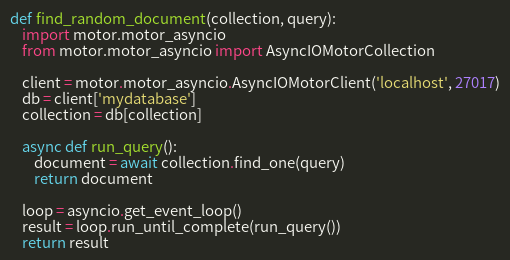 def find_random_document(collection, query):
    import motor.motor_asyncio
    from motor.motor_asyncio import AsyncIOMotorCollection

    client = motor.motor_asyncio.AsyncIOMotorClient('localhost', 27017)
    db = client['mydatabase']
    collection = db[collection]

    async def run_query():
        document = await collection.find_one(query)
        return document

    loop = asyncio.get_event_loop()
    result = loop.run_until_complete(run_query())
    return result